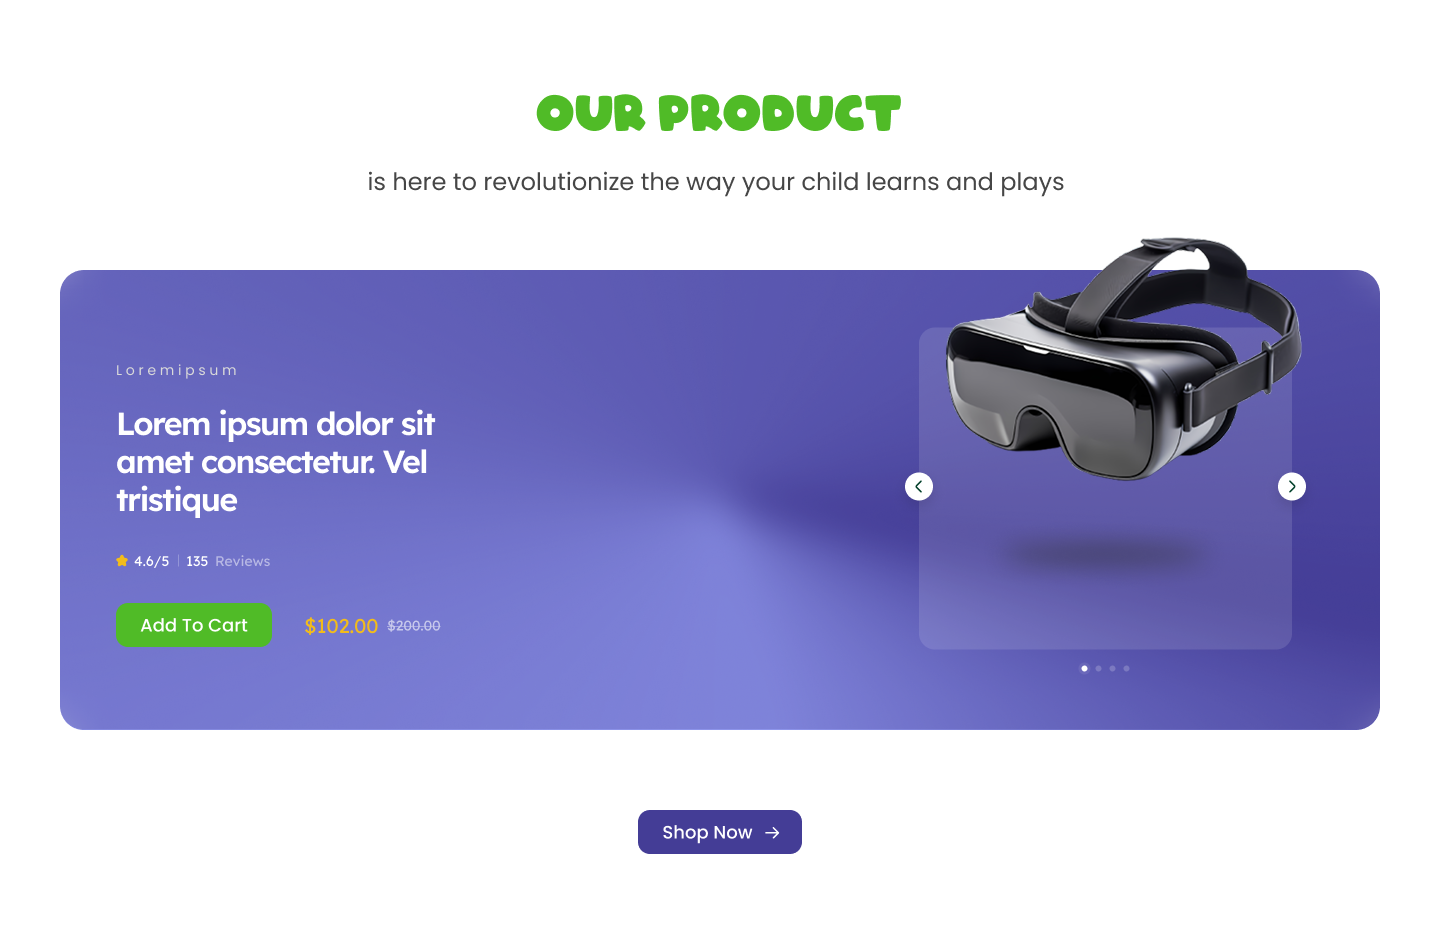 OUR PRODUCT
is here to revolutionize the way your child learns and plays
Loremipsum
Lorem ipsum dolor sit
amet consectetur. Vel
tristique
4.6/5 | 135 Reviews
Add To Cart $102.00 $200.00
Shop Now →